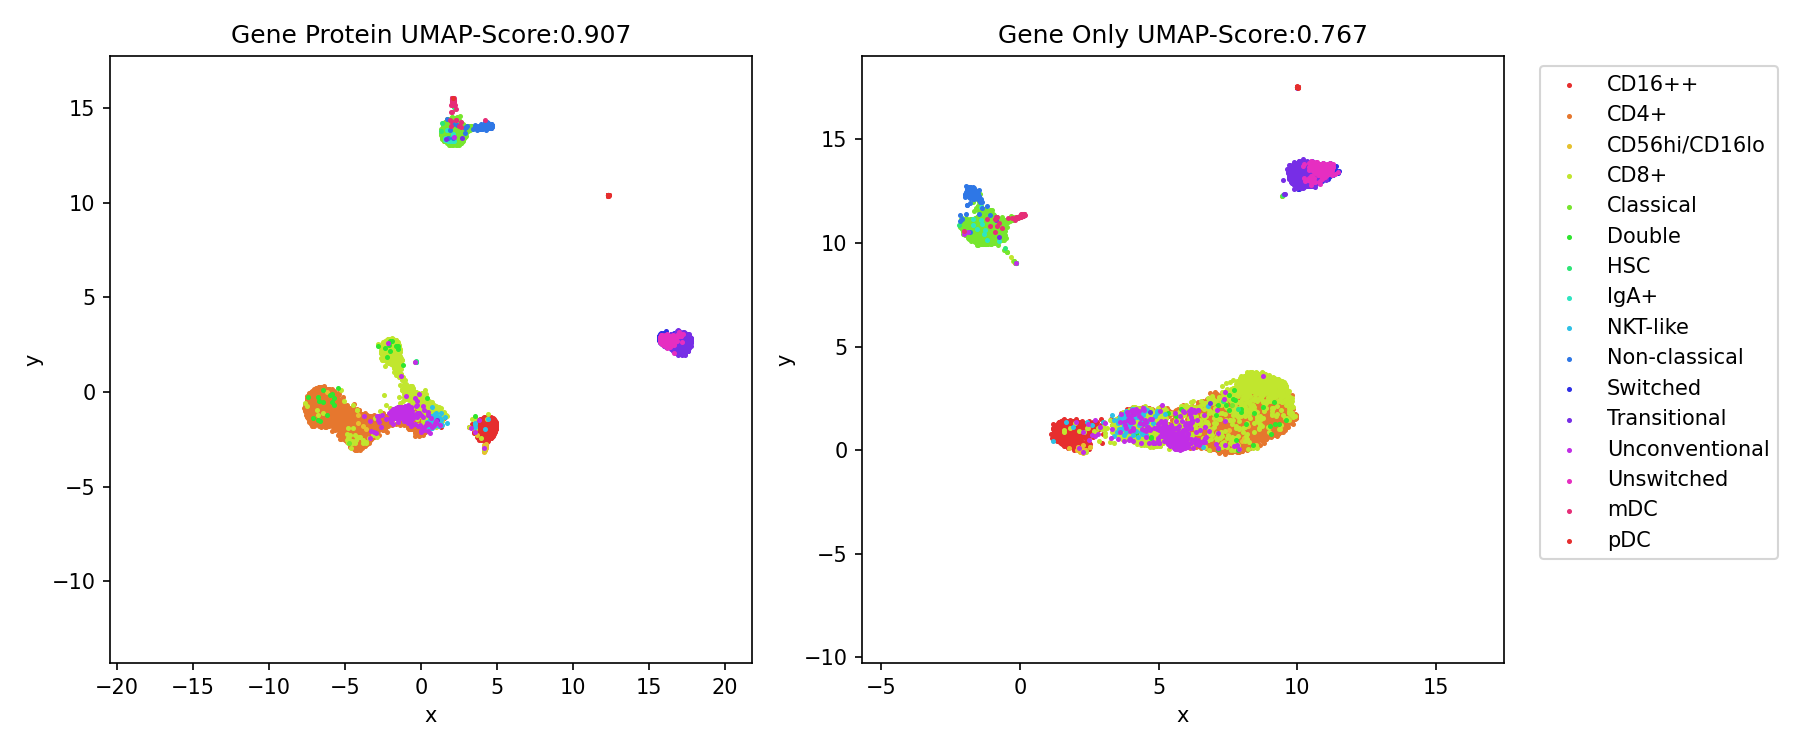 Gene Protein UMAP-Score:0.907
y
15
10
5
0
−5
−10
−20 −15 −10 −5 0 5 10 15 20
x
Gene Only UMAP-Score:0.767
y
15
10
5
0
−5
−10
−5 0 5 10 15
x
CD16++
CD4+
CD56hi/CD16lo
CD8+
Classical
Double
HSC
IgA+
NKT-like
Non-classical
Switched
Transitional
Unconventional
Unswitched
mDC
pDC